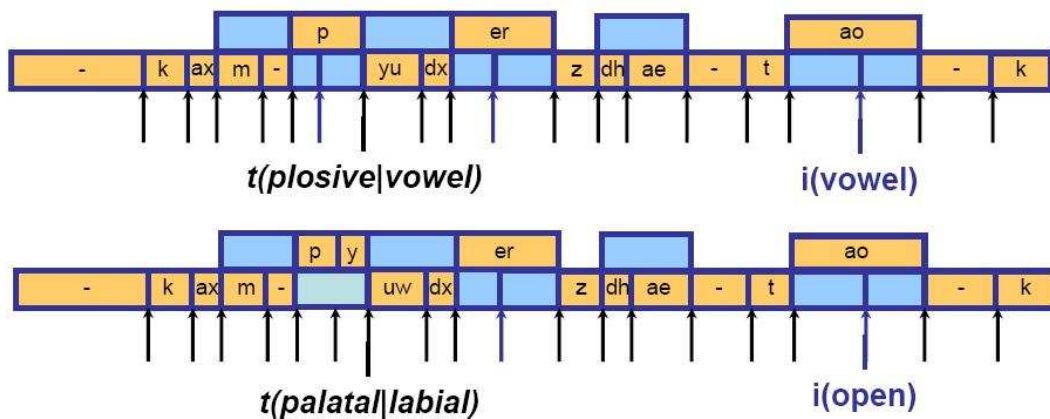 p er ao
- k ax m - yu dx z dh ae - t - k
t(plosive|vowel) i(vowel)
p y er ao
- k ax m - uw dx z dh ae - t - k
t(palatal|labial) i(open)